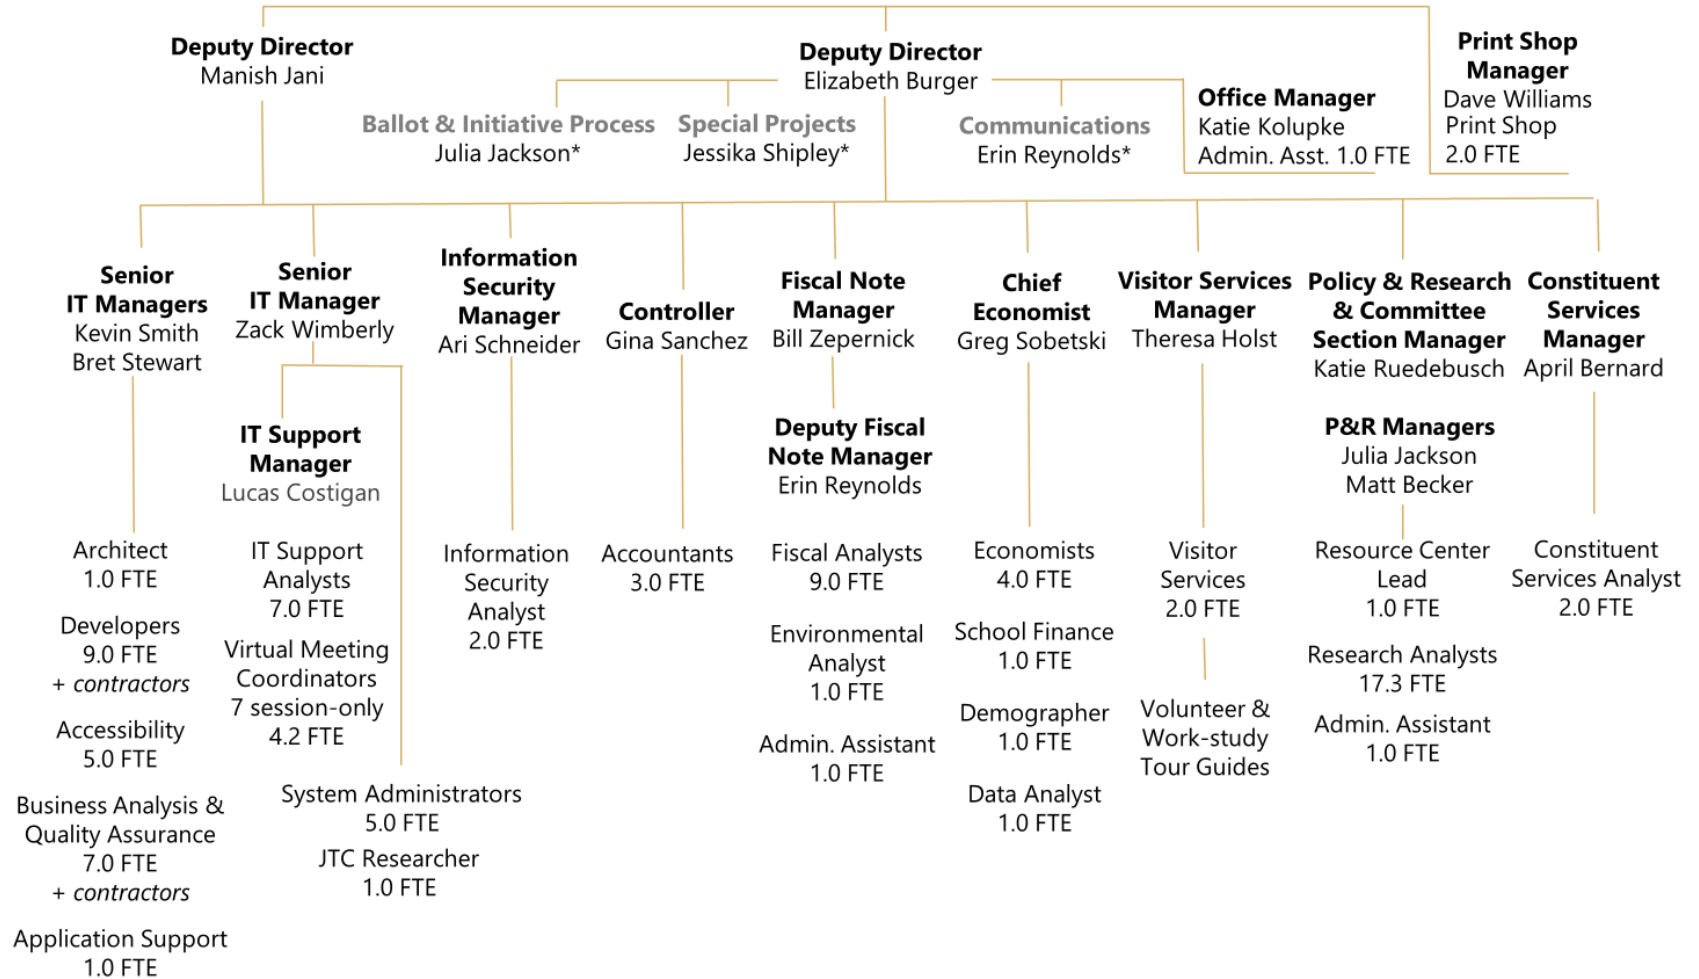 Deputy Director
Manish Jani
Deputy Director
Elizabeth Burger
Print Shop
Manager
Dave Williams
Print Shop
2.0 FTE
Office Manager
Katie Kolupke
Admin. Asst. 1.0 FTE
Ballot & Initiative Process
Julia Jackson*
Special Projects
Jessika Shipley*
Communications
Erin Reynolds*
Senior
IT Managers
Kevin Smith
Bret Stewart
Architect
1.0 FTE
Developers
9.0 FTE
+ contractors
Accessibility
5.0 FTE
Business Analysis &
Quality Assurance
7.0 FTE
+ contractors
Application Support
1.0 FTE
Senior
IT Manager
Zack Wimberly
IT Support
Manager
Lucas Costigan
IT Support
Analysts
7.0 FTE
Virtual Meeting
Coordinators
7 session-only
4.2 FTE
System Administrators
5.0 FTE
JTC Researcher
1.0 FTE
Information
Security
Manager
Ari Schneider
Information
Security
Analyst
2.0 FTE
Controller
Gina Sanchez
Accountants
3.0 FTE
Fiscal Note
Manager
Bill Zepernick
Deputy Fiscal
Note Manager
Erin Reynolds
Fiscal Analysts
9.0 FTE
Environmental
Analyst
1.0 FTE
Admin. Assistant
1.0 FTE
Chief
Economist
Greg Sobetski
Economists
4.0 FTE
School Finance
1.0 FTE
Demographer
1.0 FTE
Data Analyst
1.0 FTE
Visitor Services
Manager
Theresa Holst
Visitor
Services
2.0 FTE
Volunteer &
Work-study
Tour Guides
Policy & Research
& Committee
Section Manager
Katie Ruedebusch
P&R Managers
Julia Jackson
Matt Becker
Resource Center
Lead
1.0 FTE
Research Analysts
17.3 FTE
Admin. Assistant
1.0 FTE
Constituent
Services
Manager
April Bernard
Constituent
Services Analyst
2.0 FTE